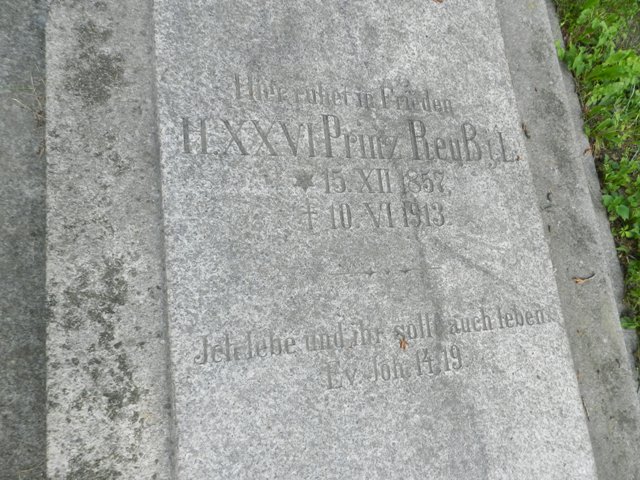 Hier ruhet in Frieden
H.XXVI Prinz Reuß j.L.
* 15. XII 1857,
† 10. VI 1913.
Ich lebe und ihr sollt auch leben.
Ev. Joh. 14. 19.